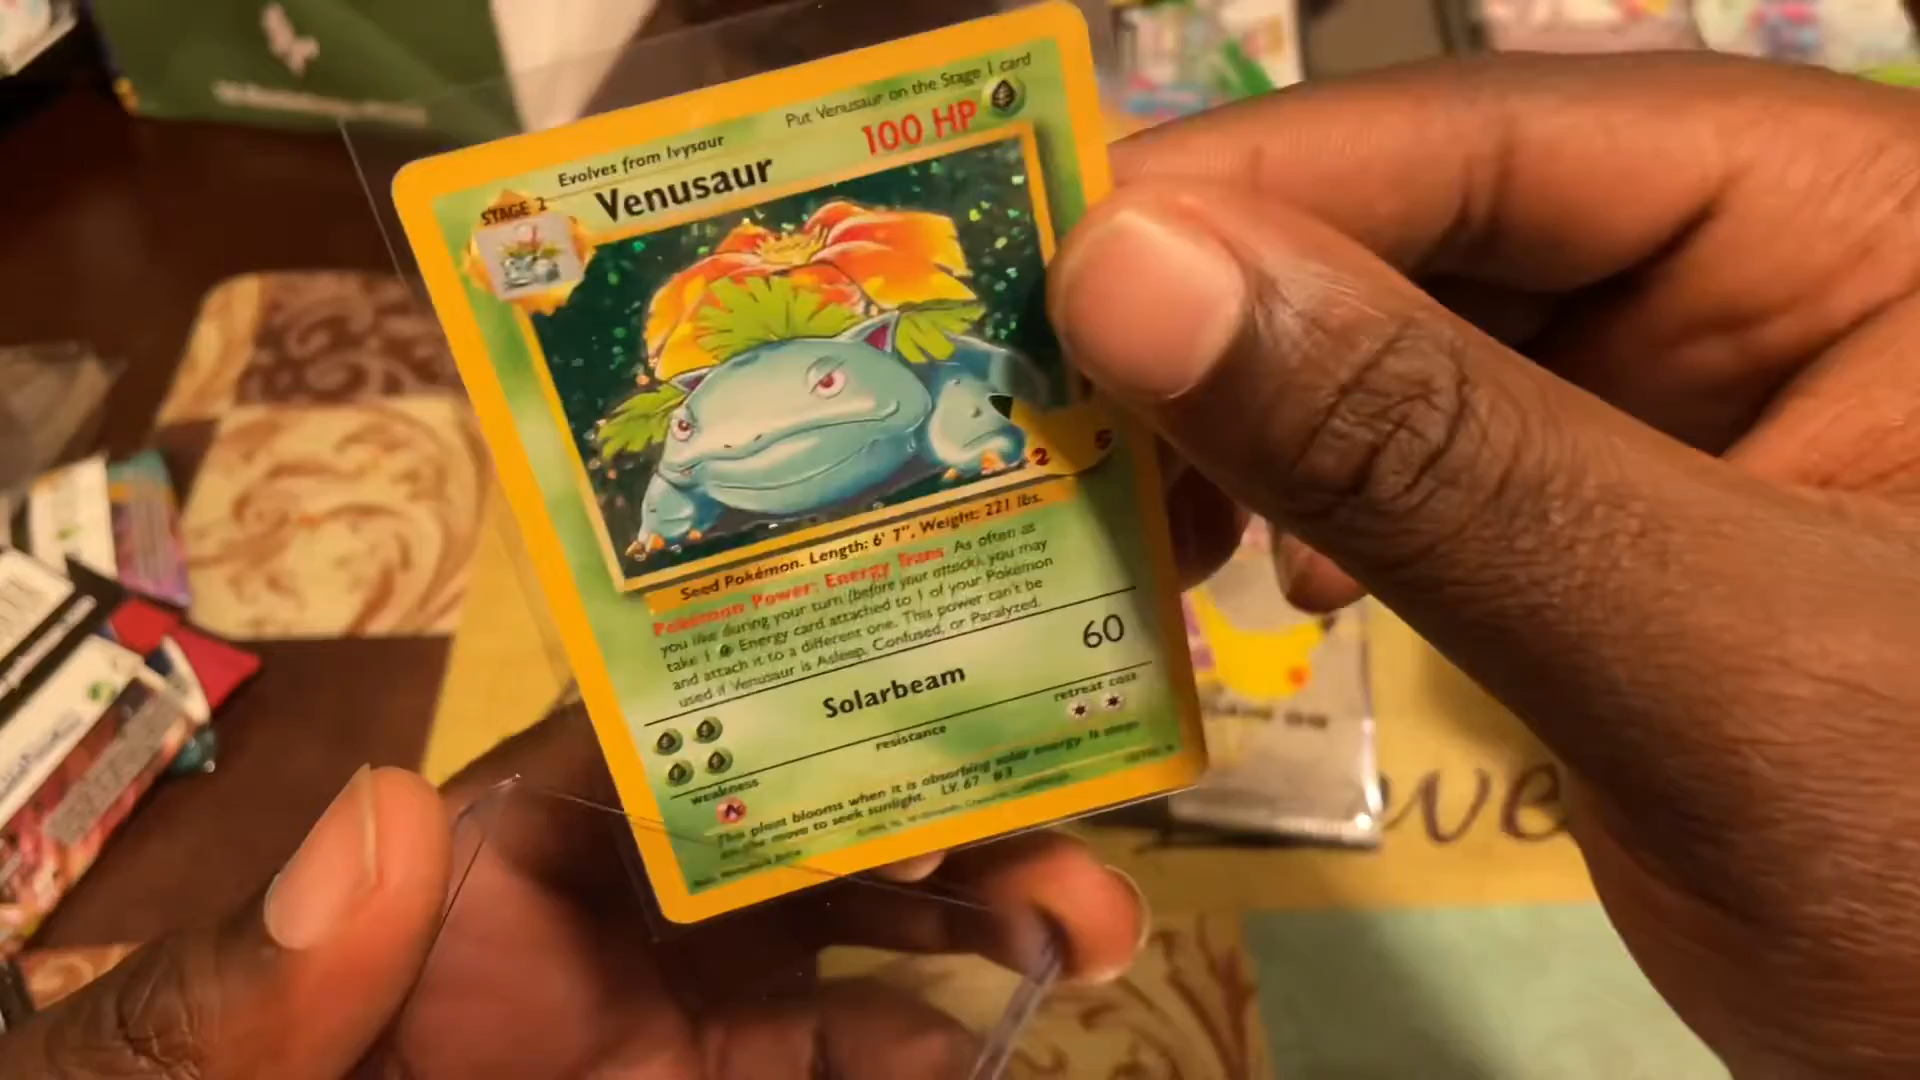 Put Venusaur on the Stage 1 card
Evolves from Ivysaur
STAGE 2
Venusaur
100 HP
2 5
Seed Pokémon. Length: 6' 7", Weight: 221 lbs.
Pokémon Power: Energy Trans As often as
you like during your turn (before your attack), you may
take 1 Energy card attached to 1 of your Pokémon
and attach it to a different one. This power can't be
used if Venusaur is Asleep, Confused, or Paralyzed.
Solarbeam
60
weakness
resistance
retreat cost
This plant blooms when it is absorbing solar energy. It stays
on the move to seek sunlight. LV. 67 #3